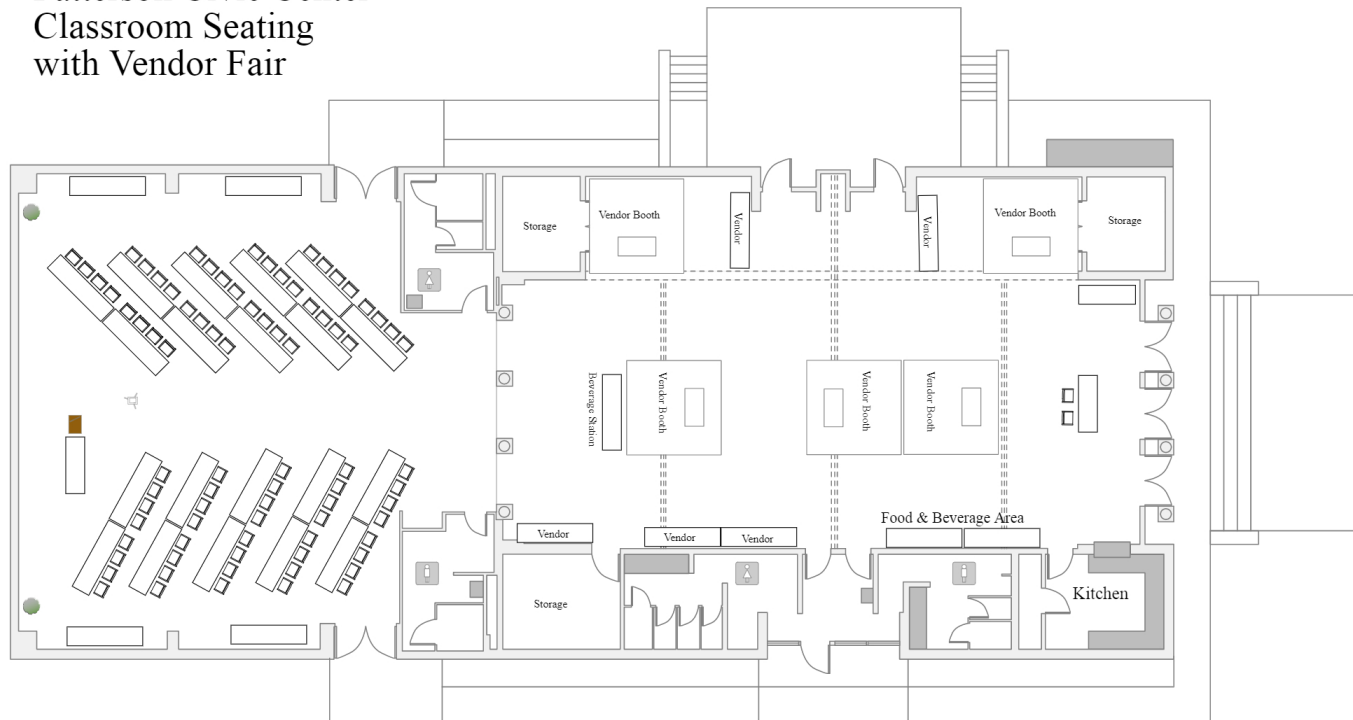 Classroom Seating
with Vendor Fair
Storage
Vendor Booth
Vendor
Vendor
Vendor Booth
Storage
Beverage Station
Vendor Booth
Vendor Booth
Vendor Booth
Vendor
Vendor
Vendor
Food & Beverage Area
Storage
Kitchen